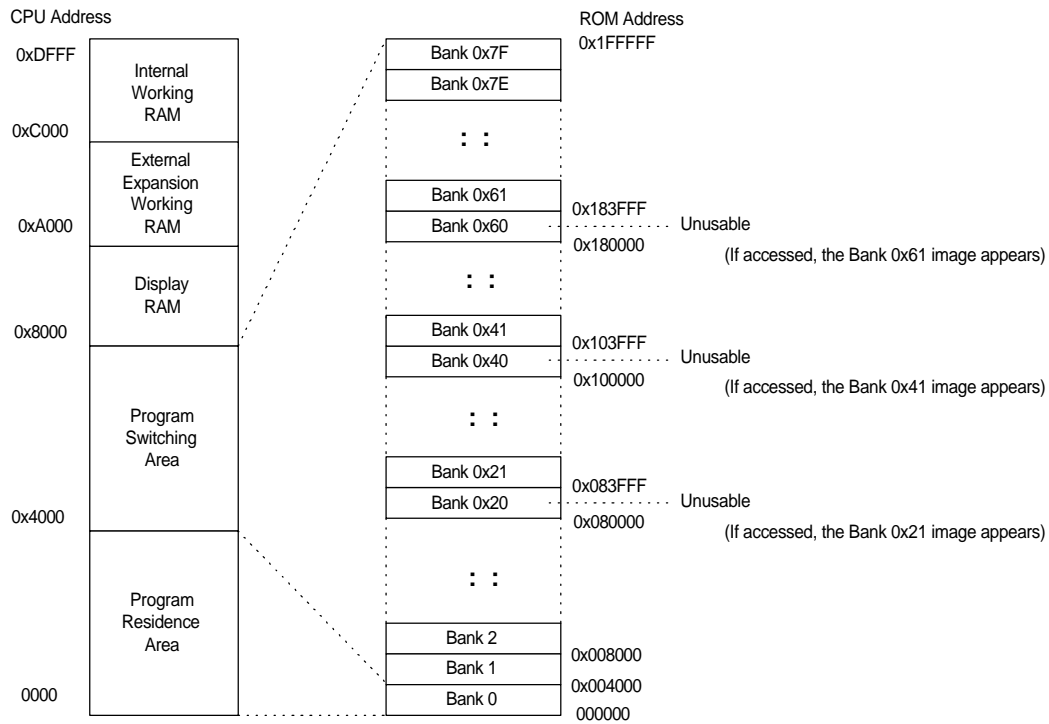 CPU Address
0xDFFF
Internal
Working
RAM
0xC000
External
Expansion
Working
RAM
0xA000
Display
RAM
0x8000
Program
Switching
Area
0x4000
Program
Residence
Area
0000
ROM Address
0x1FFFFF
Bank 0x7F
Bank 0x7E
: :
Bank 0x61
0x183FFF
Bank 0x60
Unusable
0x180000
(If accessed, the Bank 0x61 image appears)
: :
Bank 0x41
0x103FFF
Bank 0x40
Unusable
0x100000
(If accessed, the Bank 0x41 image appears)
: :
Bank 0x21
0x083FFF
Bank 0x20
Unusable
0x080000
(If accessed, the Bank 0x21 image appears)
: :
Bank 2
0x008000
Bank 1
0x004000
Bank 0
000000